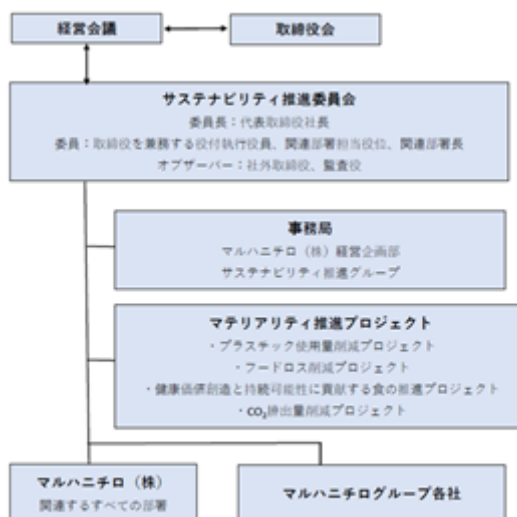 経営会議
取締役会
サステナビリティ推進委員会
委員長：代表取締役社長
委員：取締役を兼務する役付執行役員、関連部署担当役位、関連部署長
オブザーバー：社外取締役、監査役
事務局
マルハニチロ（株）経営企画部
サステナビリティ推進グループ
マテリアリティ推進プロジェクト
・プラスチック使用量削減プロジェクト
・フードロス削減プロジェクト
・健康価値創造と持続可能性に貢献する食の推進プロジェクト
・CO₂排出量削減プロジェクト
マルハニチロ（株）
関連するすべての部署
マルハニチログループ各社